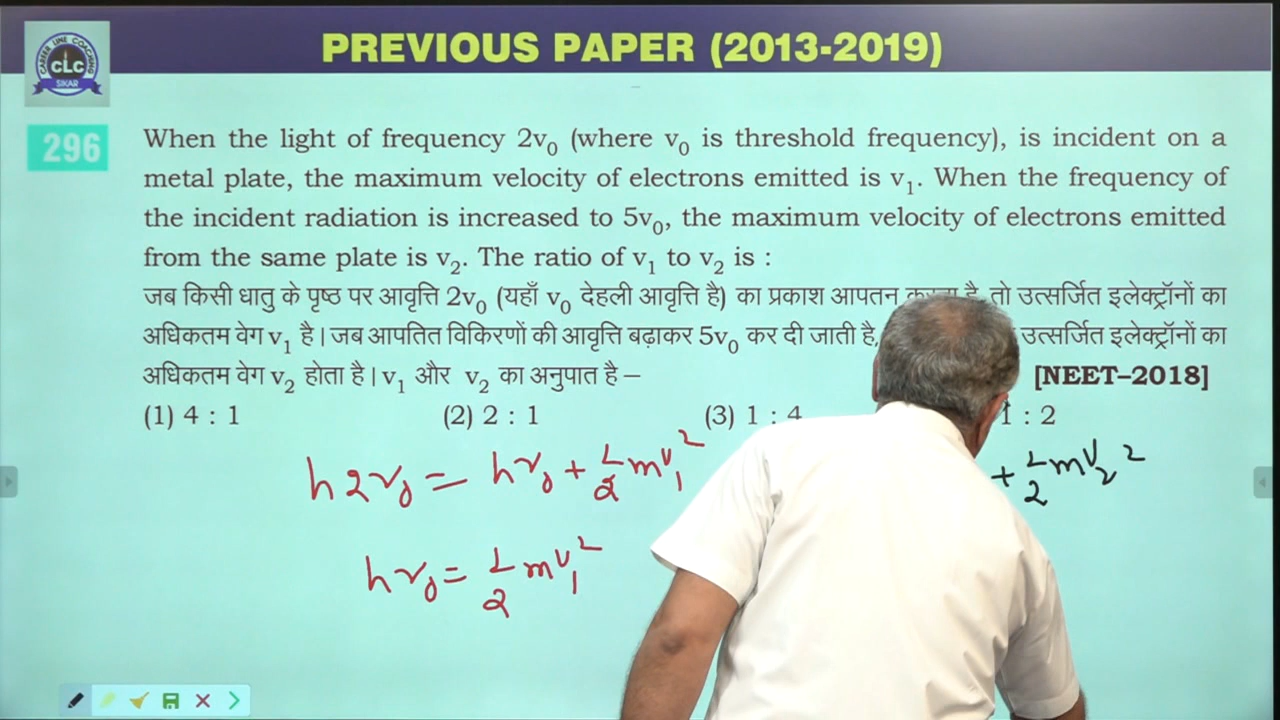 PREVIOUS PAPER (2013-2019)
CAREER LINE COACHING
CLC
SIKAR
296
When the light of frequency 2v₀ (where v₀ is threshold frequency), is incident on a
metal plate, the maximum velocity of electrons emitted is v₁. When the frequency of
the incident radiation is increased to 5v₀, the maximum velocity of electrons emitted
from the same plate is v₂. The ratio of v₁ to v₂ is :
जब किसी धातु के पृष्ठ पर आवृत्ति 2v₀ (यहाँ v₀ देहली आवृत्ति है) का प्रकाश आपतन है, तो उत्सर्जित इलेक्ट्रॉनों का
अधिकतम वेग v₁ है। जब आपतित विकिरणों की आवृत्ति बढ़ाकर 5v₀ कर दी जाती है, उत्सर्जित इलेक्ट्रॉनों का
अधिकतम वेग v₂ होता है। v₁ और v₂ का अनुपात है –
[NEET–2018]
(1) 4 : 1 (2) 2 : 1 (3) 1 : 4 1 : 2
h2ν₀ = hν₀ + ½mv₁² + ½mv₂²
hν₀ = ½mv₁²